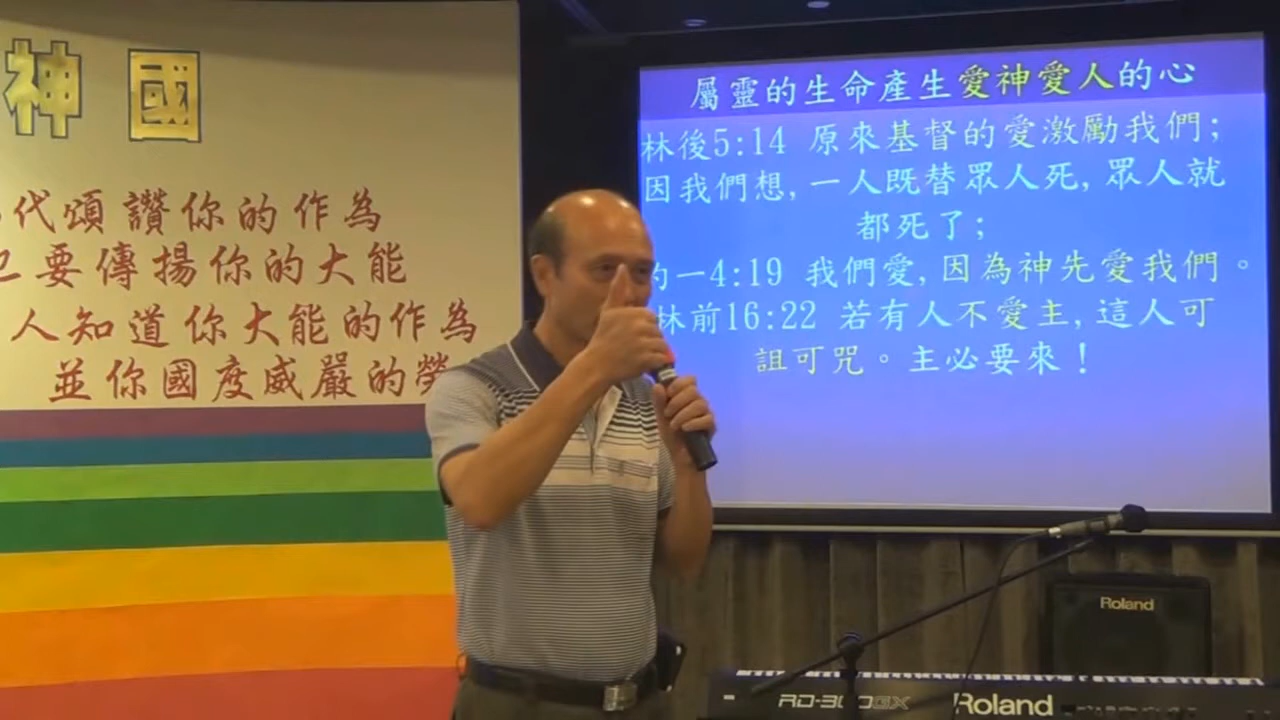 神國
代頌讚你的作為
要傳揚你的大能
人知道你大能的作為
並你國度威嚴的榮
屬靈的生命產生愛神愛人的心
林後5:14 原來基督的愛激勵我們;
因我們想,一人既替眾人死,眾人就
都死了;
約一4:19 我們愛,因為神先愛我們。
林前16:22 若有人不愛主,這人可
詛可咒。主必要來!
Roland
RD-300GX Roland